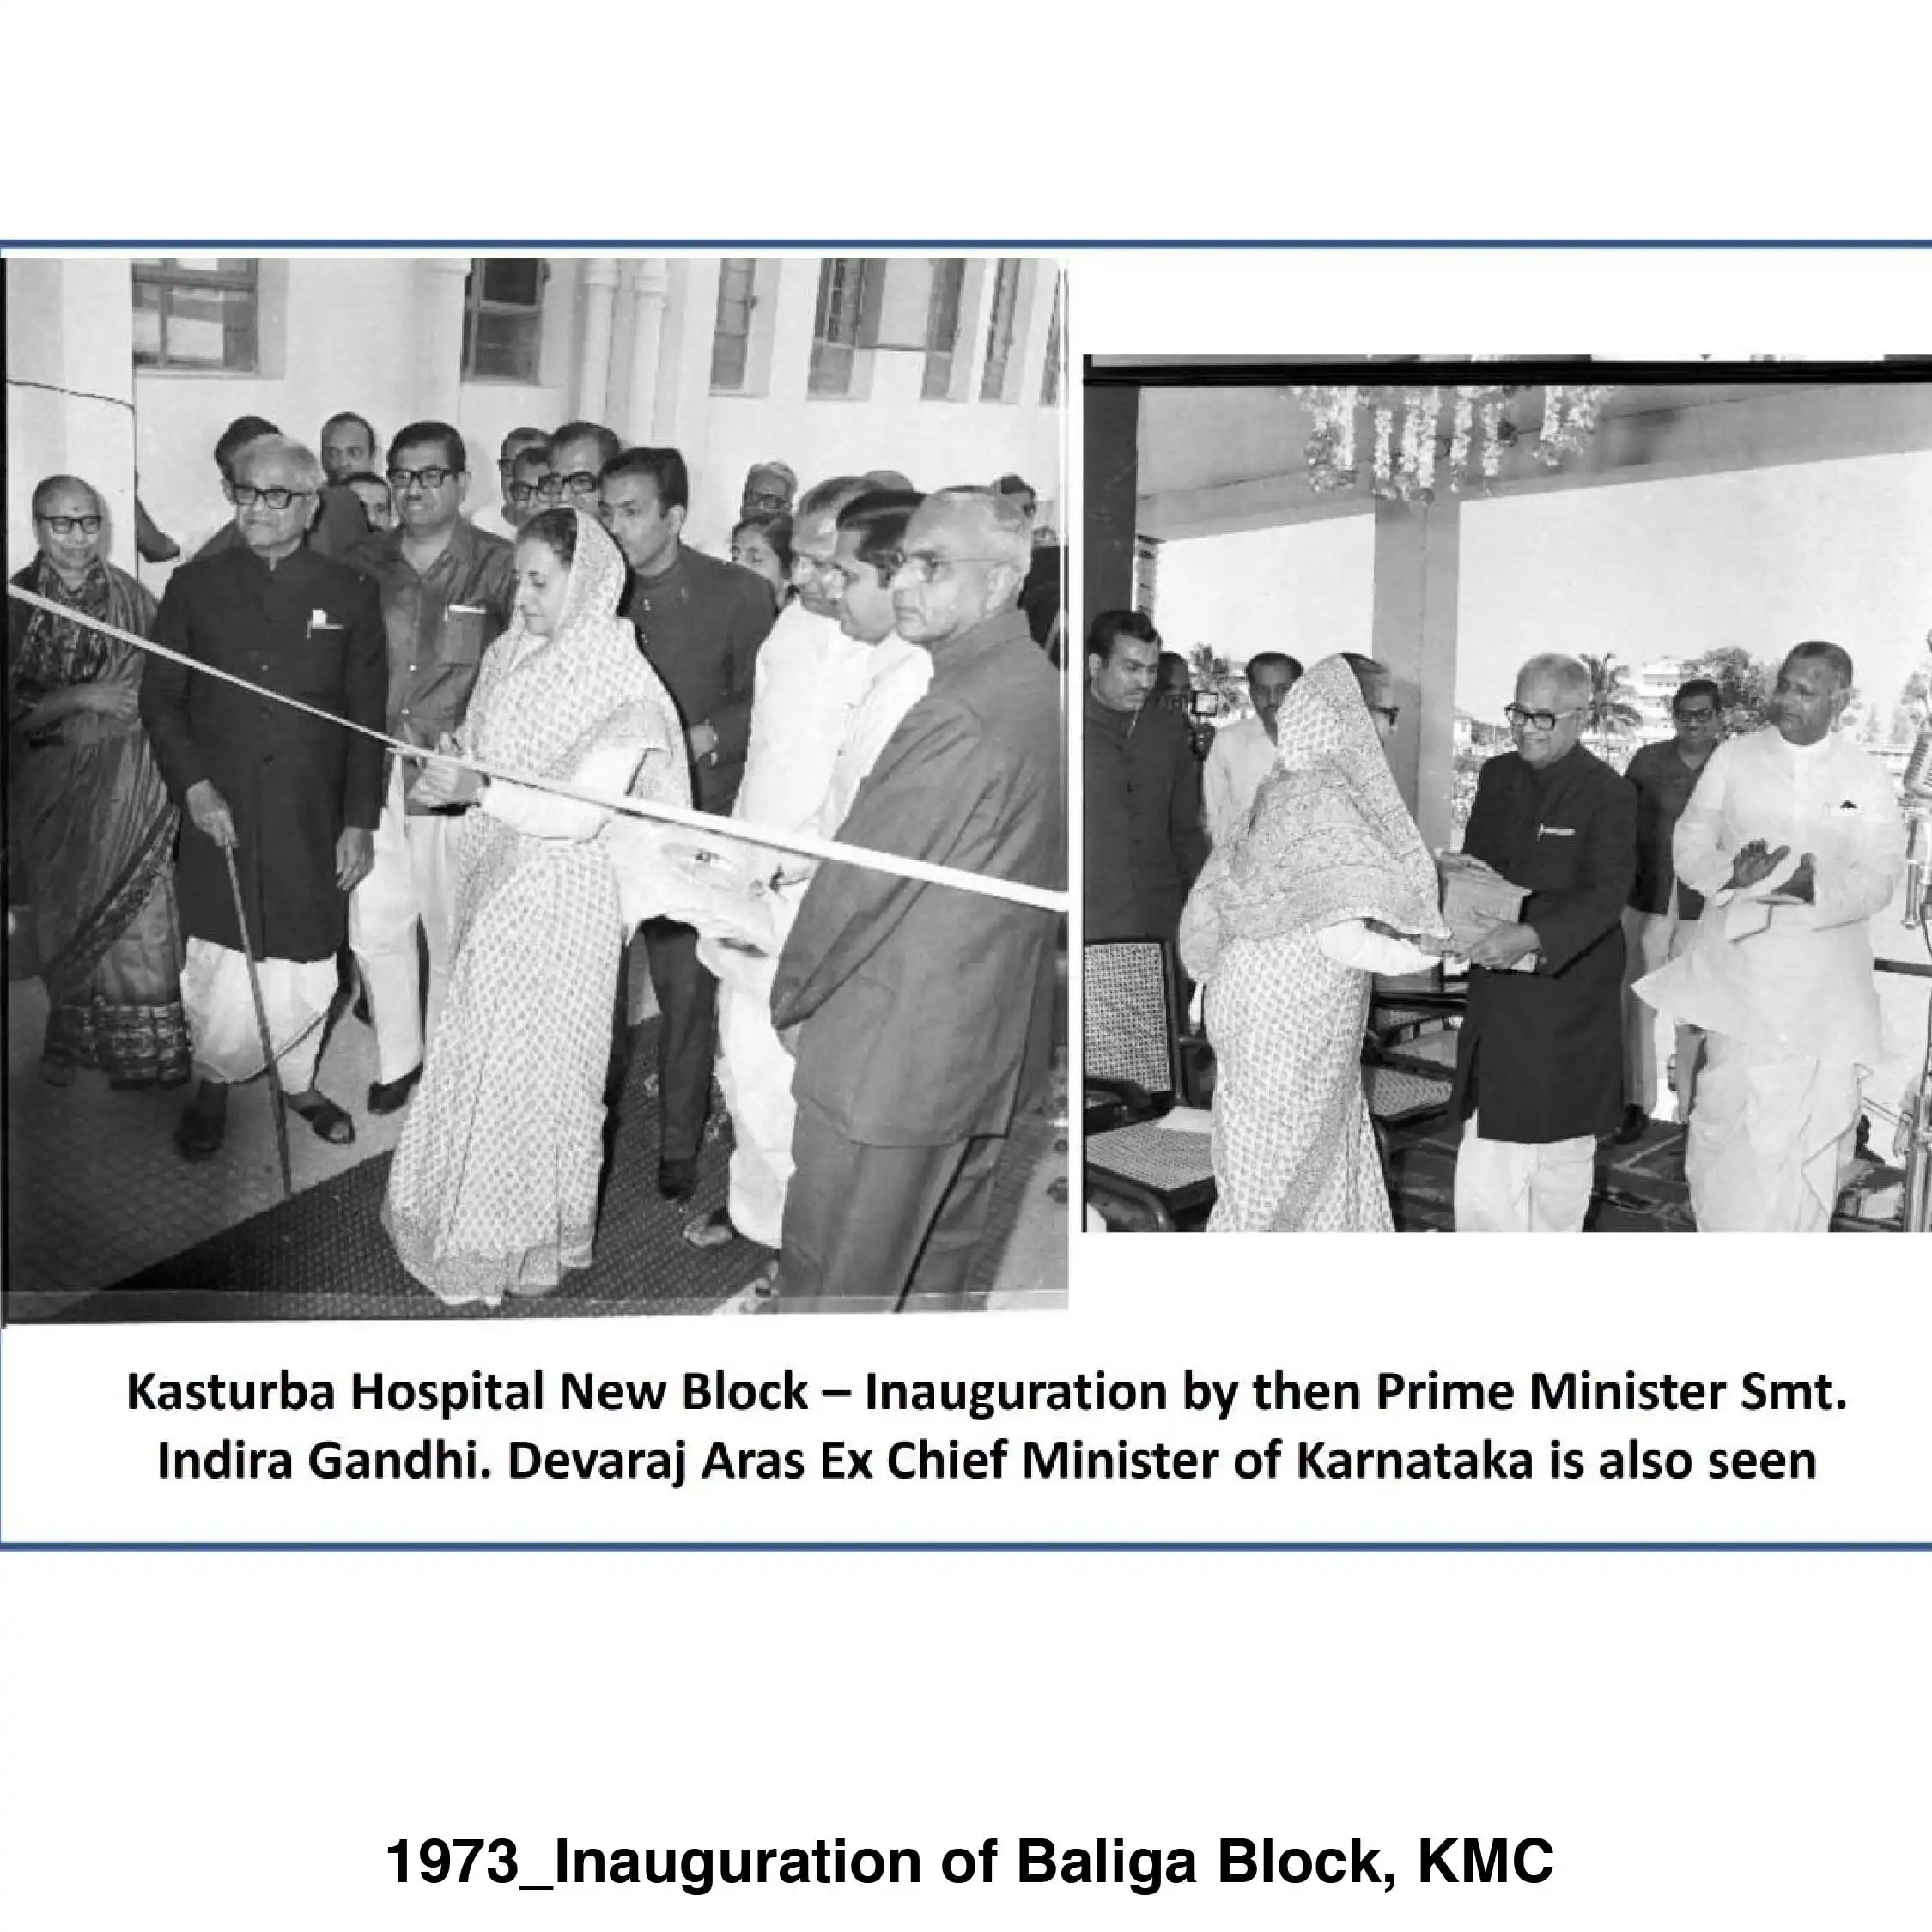 Kasturba Hospital New Block – Inauguration by then Prime Minister Smt.
Indira Gandhi. Devaraj Aras Ex Chief Minister of Karnataka is also seen
1973_Inauguration of Baliga Block, KMC